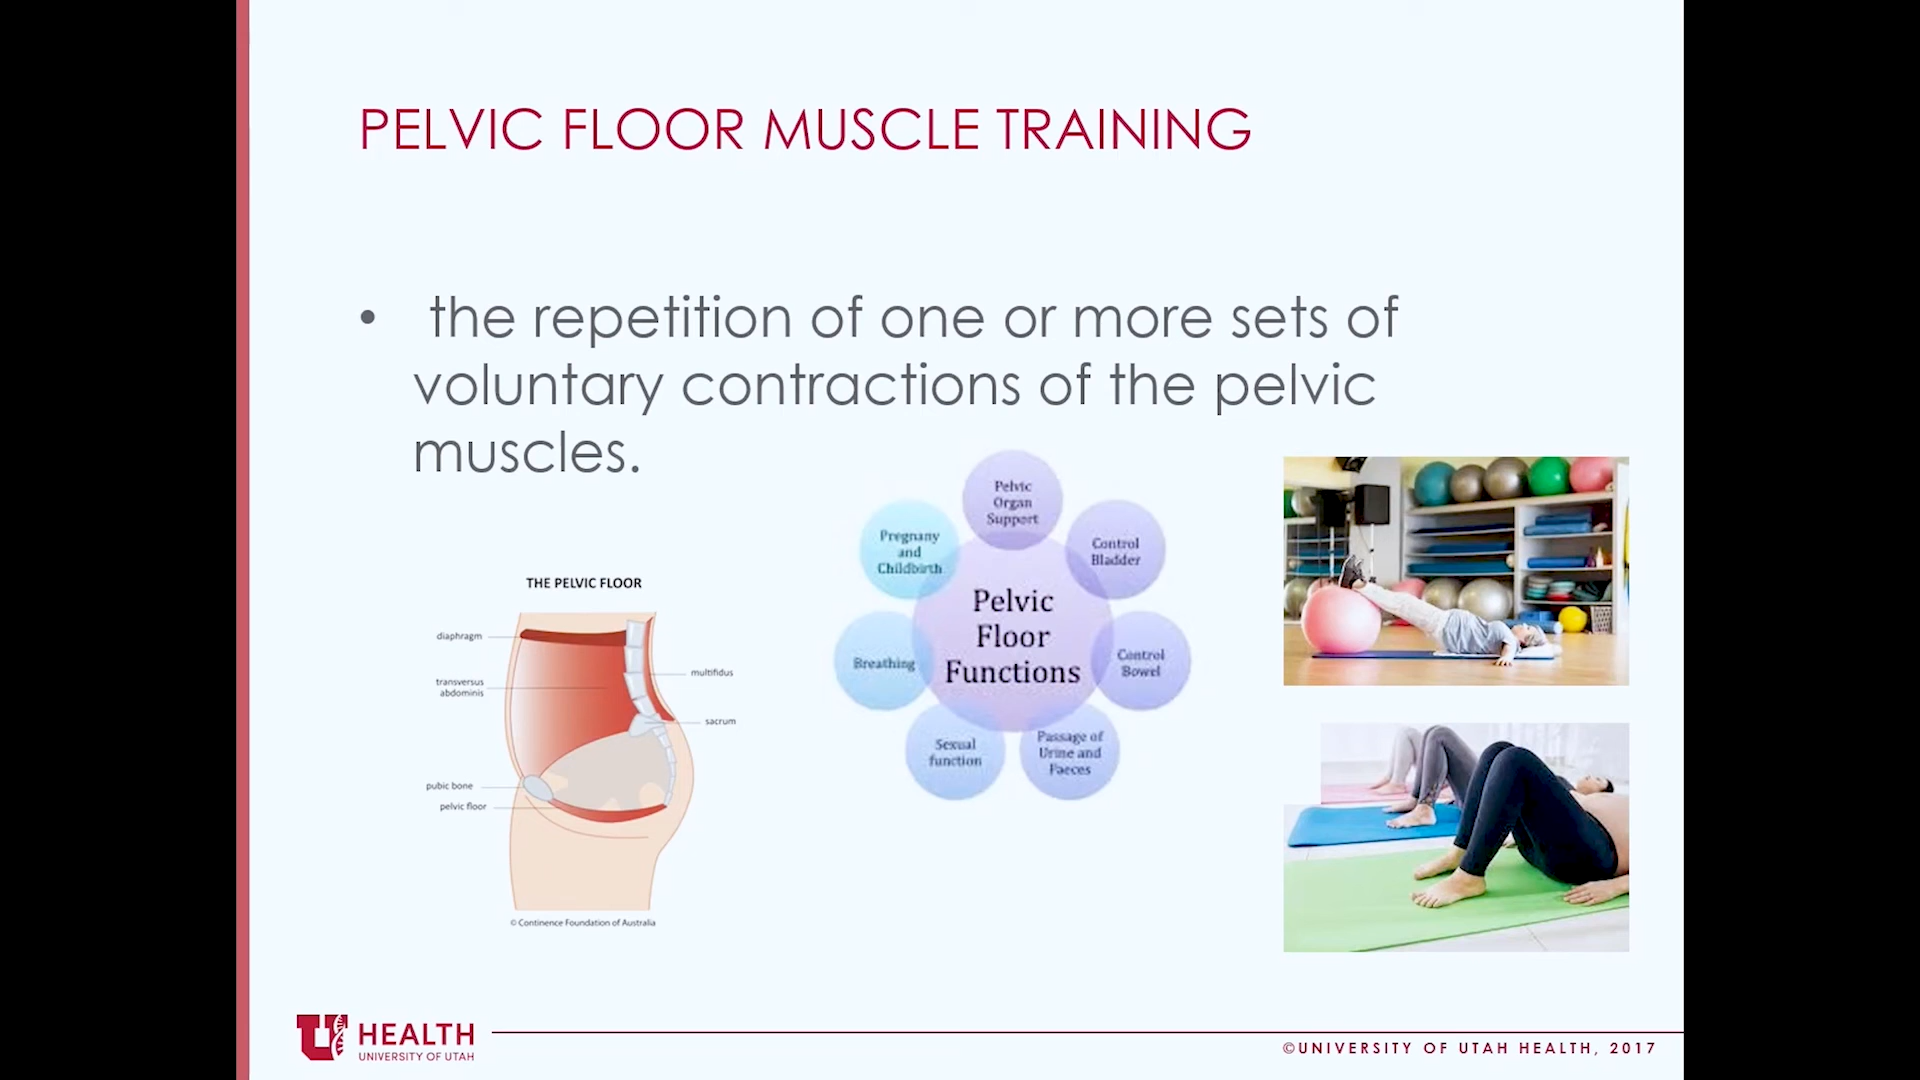 PELVIC FLOOR MUSCLE TRAINING
• the repetition of one or more sets of
voluntary contractions of the pelvic
muscles.
THE PELVIC FLOOR
diaphragm
transversus
abdominis
pubic bone
pelvic floor
multifidus
sacrum
© Continence Foundation of Australia
Pelvic
Floor
Functions
Pelvic
Organ
Support
Control
Bladder
Control
Bowel
Passage of
Urine and
Faeces
Sexual
function
Breathing
Pregnany
and
Childbirth
U HEALTH
UNIVERSITY OF UTAH
©UNIVERSITY OF UTAH HEALTH, 2017